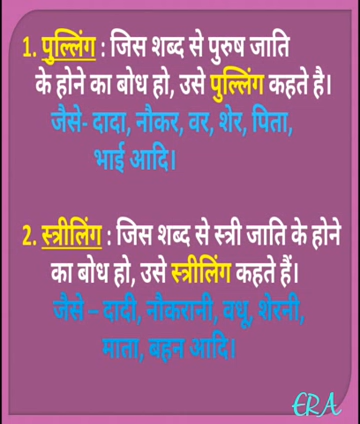 1. पुल्लिंग : जिस शब्द से पुरुष जाति
के होने का बोध हो, उसे पुल्लिंग कहते है।
जैसे- दादा, नौकर, वर, शेर, पिता,
भाई आदि।
2. स्त्रीलिंग : जिस शब्द से स्त्री जाति के होने
का बोध हो, उसे स्त्रीलिंग कहते हैं।
जैसे – दादी, नौकरानी, वधू, शेरनी,
माता, बहन आदि।
ERA